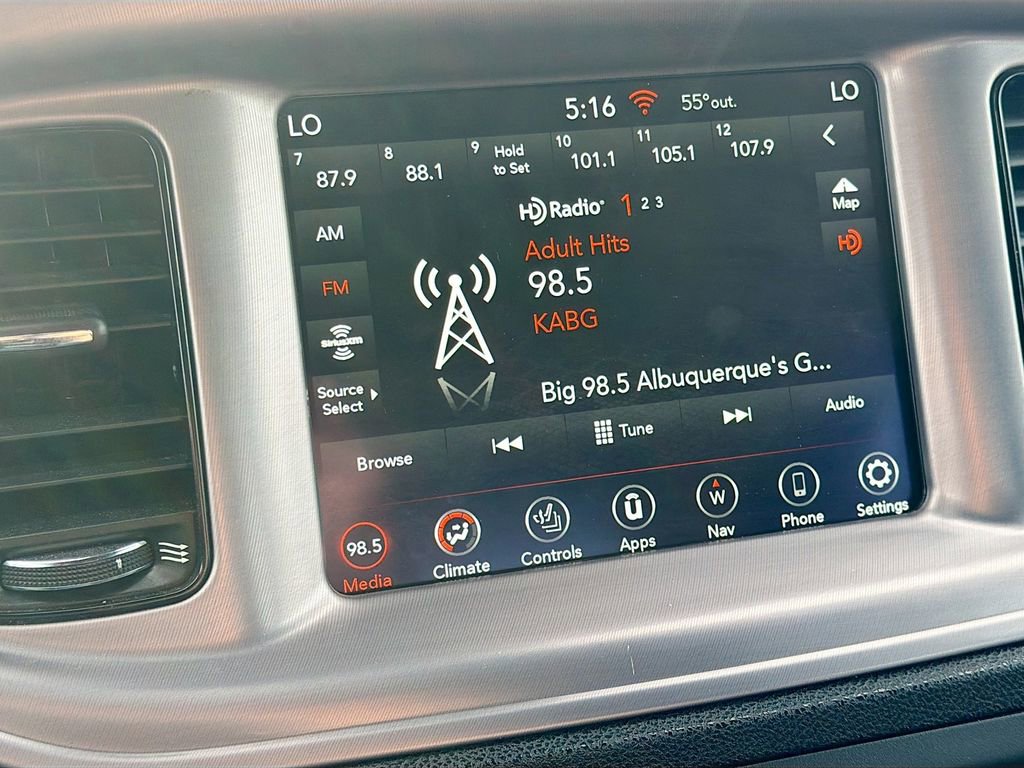 LO 5:16 55° out. LO
7 87.9 8 88.1 9 Hold to Set 10 101.1 11 105.1 12 107.9
HD Radio 1 2 3
Map
AM
Adult Hits
HD
FM
98.5
KABG
SiriusXM
Source
Select
Big 98.5 Albuquerque's G...
Browse Tune Audio
98.5 W
Media Climate Controls Apps Nav Phone Settings